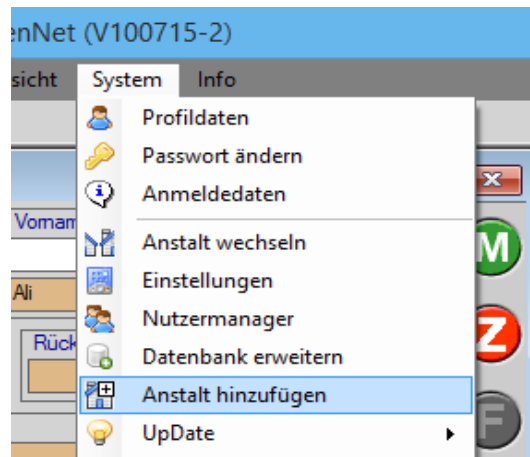 enNet (V100715-2)
sicht System Info
Profildaten
Passwort ändern
Anmeldedaten
Vornam
Anstalt wechseln
M
Einstellungen
Ali
Nutzermanager
Z
Rück
Datenbank erweitern
Anstalt hinzufügen
F
UpDate